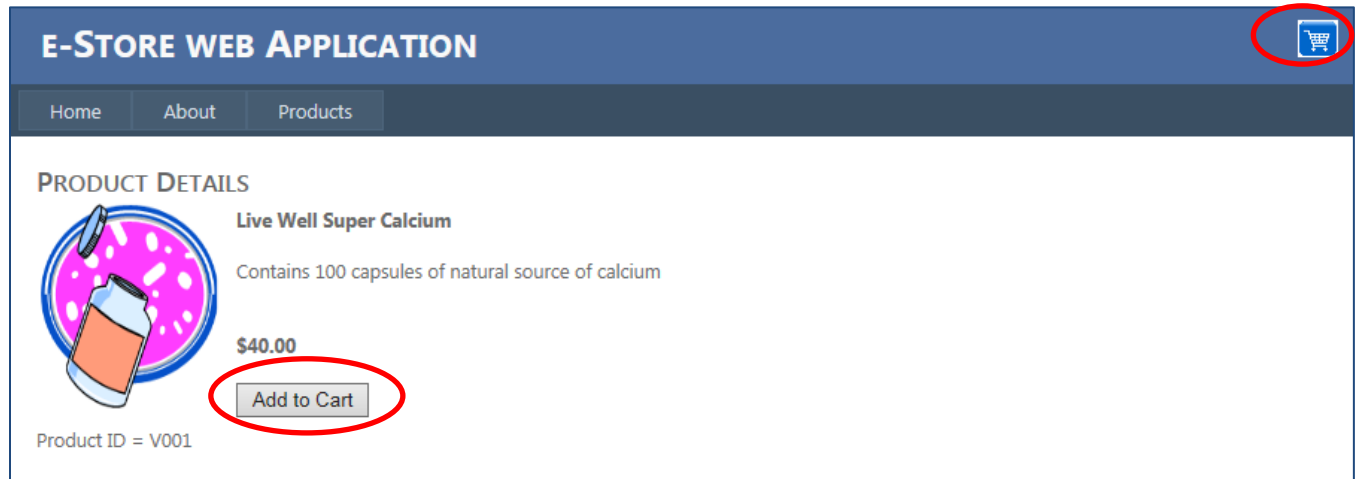 E-STORE WEB APPLICATION
Home About Products
PRODUCT DETAILS
Live Well Super Calcium
Contains 100 capsules of natural source of calcium
$40.00
Add to Cart
Product ID = V001